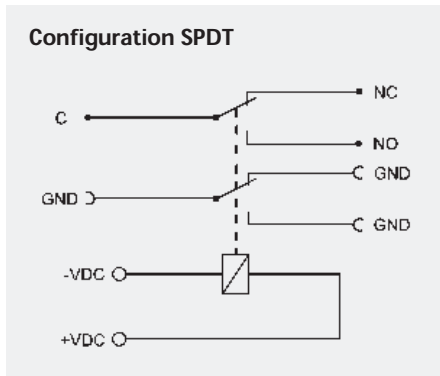 Configuration SPDT
NC
C
NO
GND
GND
GND
-VDC
+VDC